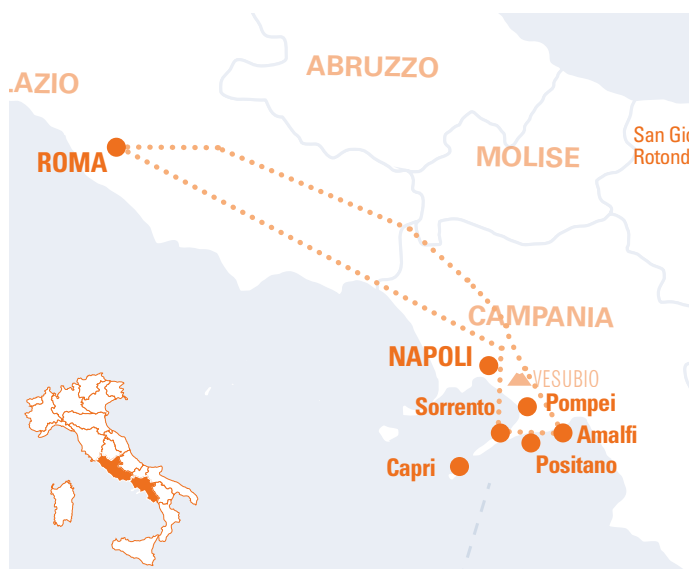 ABRUZZO
LAZIO
San Gio
Rotond
MOLISE
ROMA
CAMPANIA
NAPOLI
VESUBIO
Sorrento
Pompei
Amalfi
Positano
Capri